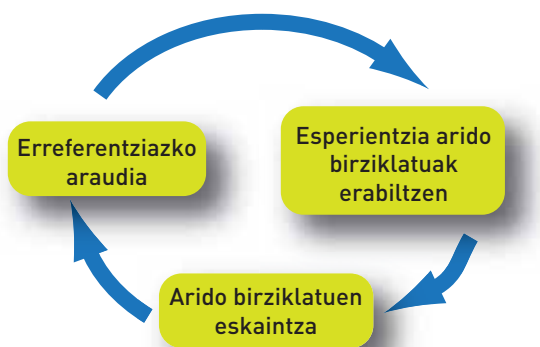 Erreferentziazko
araudia
Esperientzia arido
birziklatuak
erabiltzen
Arido birziklatuen
eskaintza